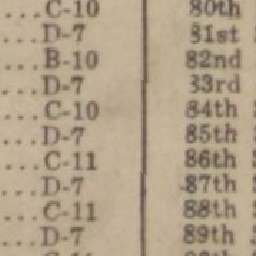 ...C-10 80th
...D-7 81st
...B-10 82nd
...D-7 83rd
...C-10 84th
...D-7 85th
...C-11 86th
...D-7 87th
...C-11 88th
...D-7 89th